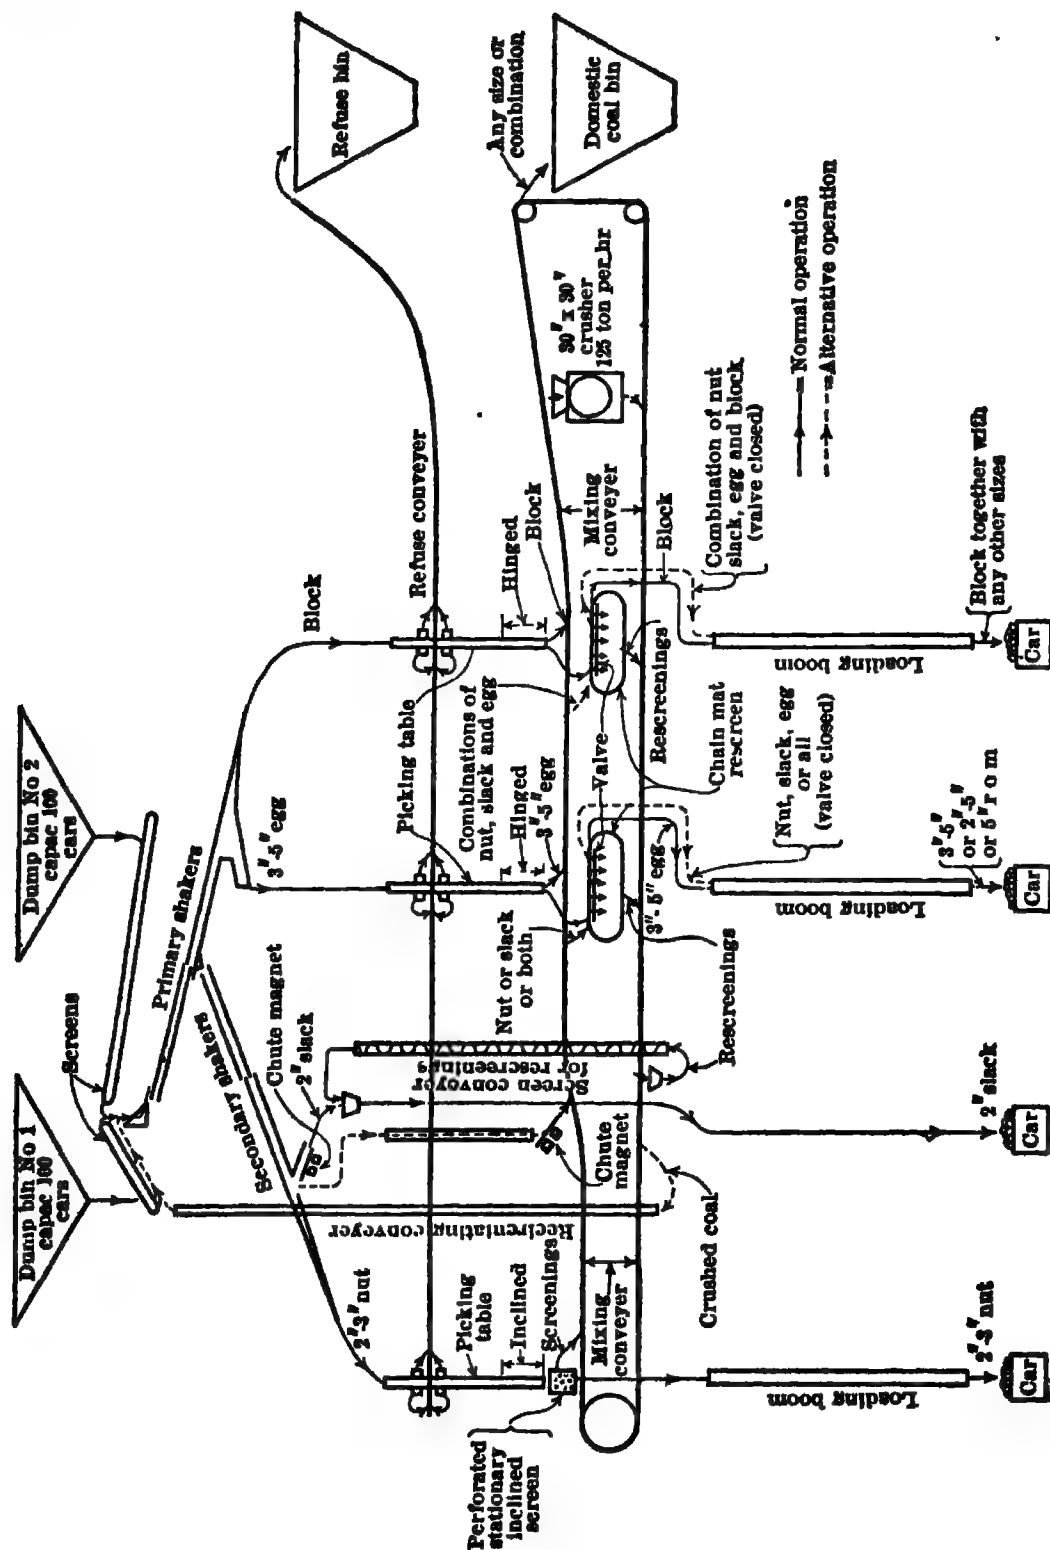 Dump bin No 1
capac 160
cars
Dump bin No 2
capac 160
cars
Screens
Primary shakers
Secondary shakers
Chute magnet
2" slack
3"-5" egg
Block
2"-3" nut
Recirculating conveyer
Screen conveyer
for rescreenings
Refuse conveyer
Refuse bin
Picking
table
Inclined
Screenings
Perforated
stationary
inclined
screen
Picking table
Combinations of
nut, slack and egg
Hinged
3"-5" egg
Hinged
Block
Nut or slack
or both
Valve
Mixing
conveyer
Mixing
conveyer
30" x 30"
crusher
125 ton per hr
Any size or
combination
Domestic
coal bin
Chute
magnet
Crushed coal
Rescreenings
Rescreenings
3"-5" egg
Rescreenings
Block
Chain mat
rescreen
Nut, slack, egg
or all
(valve closed)
Combination of nut
slack, egg and block
(valve closed)
= Normal operation
= Alternative operation
Loading boom
Loading boom
Loading boom
2"-3" nut
2" slack
3"-5"
or 2"-5"
or 5" r o m
Block together with
any other sizes
Car
Car
Car
Car